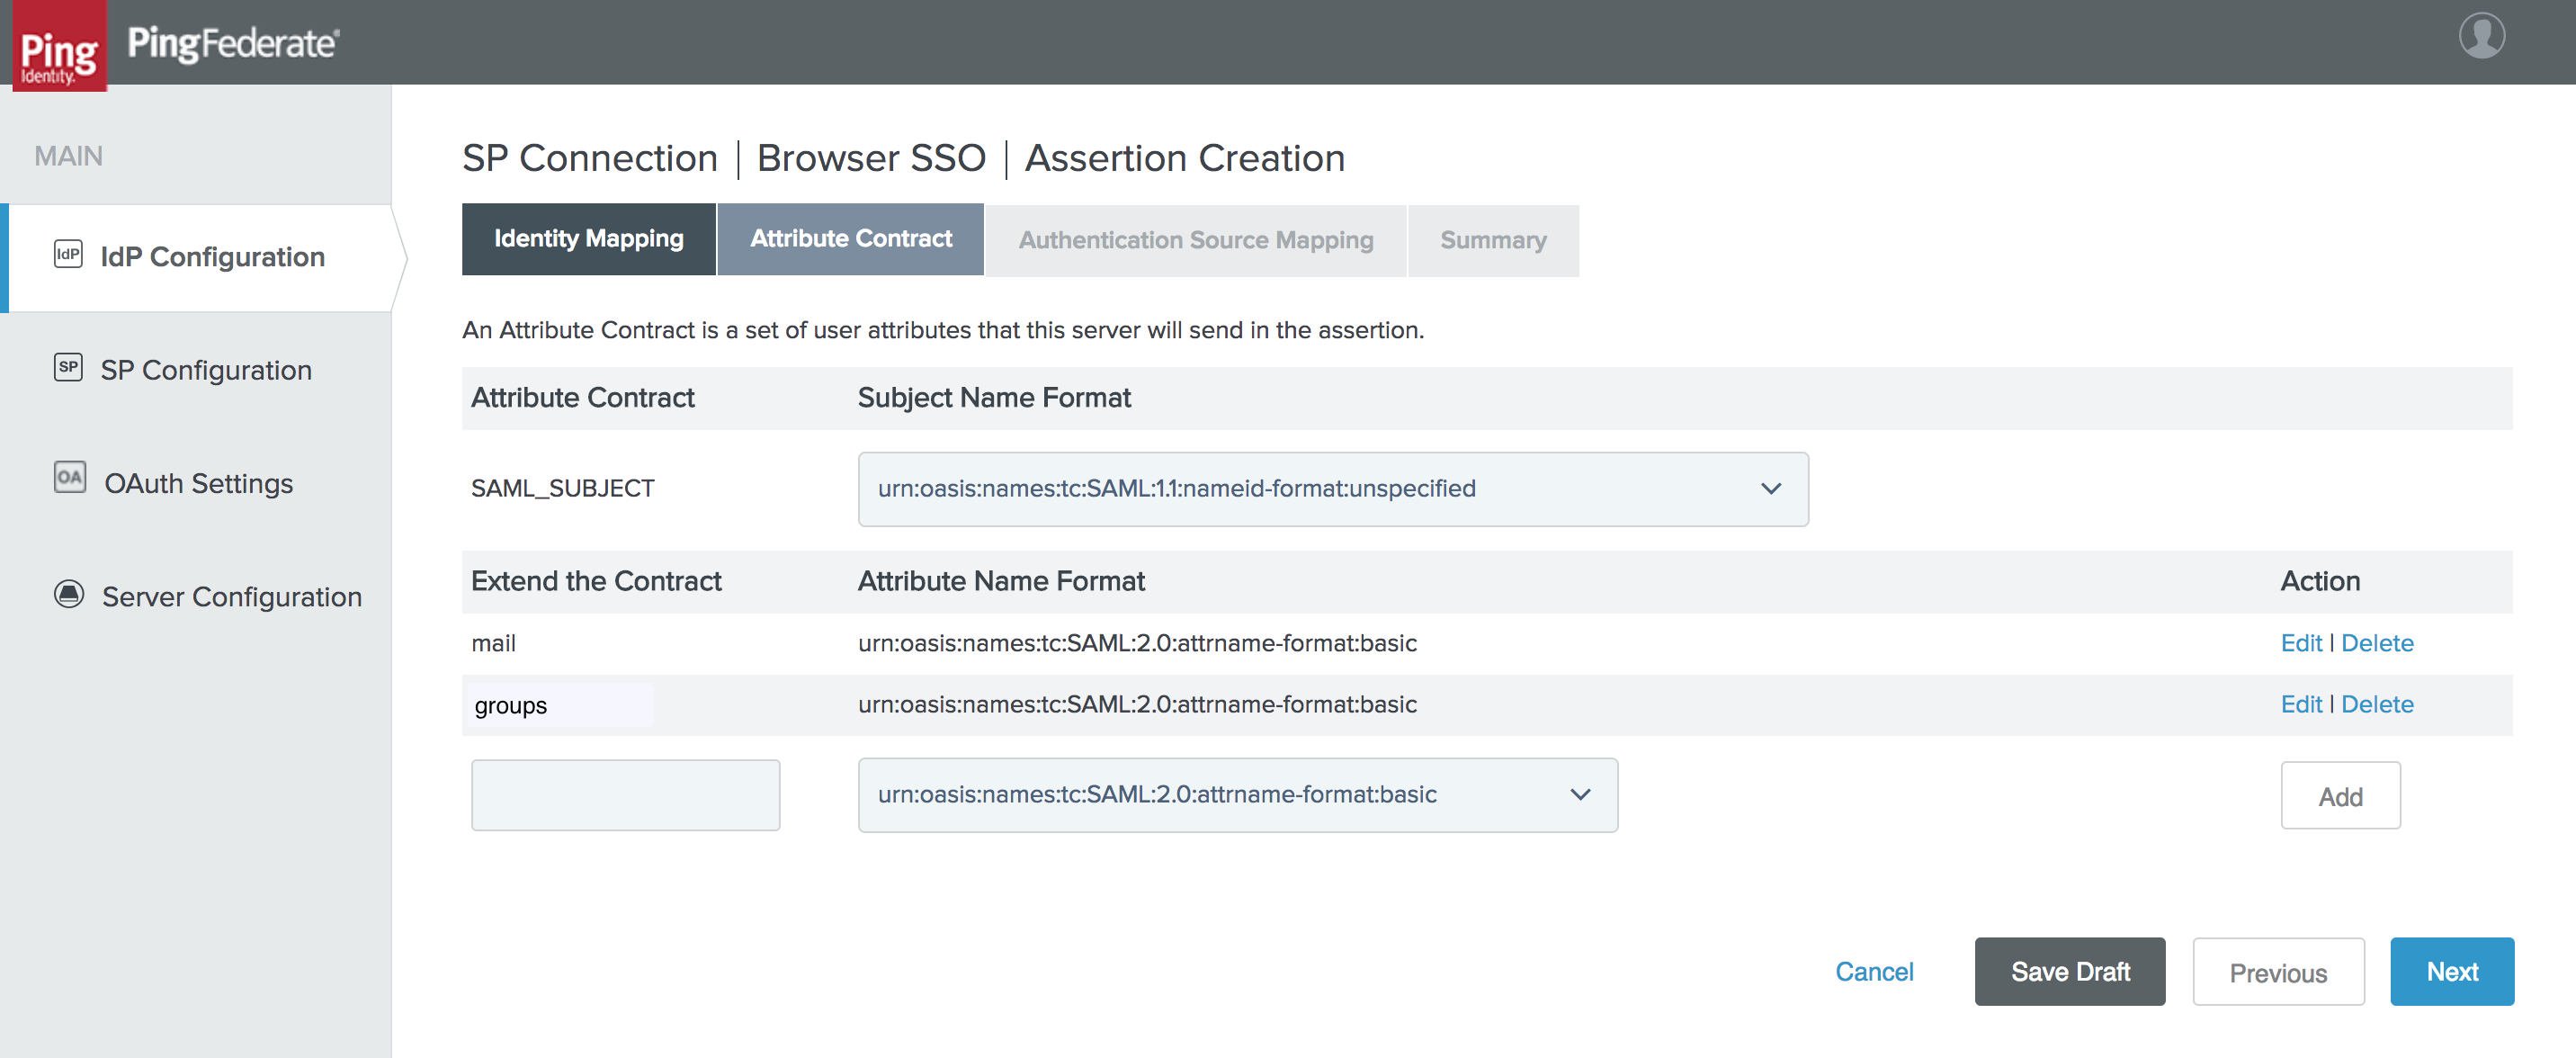 Ping
Identity.
PingFederate®
MAIN
IdP IdP Configuration
SP SP Configuration
OA OAuth Settings
Server Configuration
SP Connection | Browser SSO | Assertion Creation
Identity Mapping Attribute Contract Authentication Source Mapping Summary
An Attribute Contract is a set of user attributes that this server will send in the assertion.
Attribute Contract Subject Name Format
SAML_SUBJECT urn:oasis:names:tc:SAML:1.1:nameid-format:unspecified
Extend the Contract Attribute Name Format Action
mail urn:oasis:names:tc:SAML:2.0:attrname-format:basic Edit | Delete
groups urn:oasis:names:tc:SAML:2.0:attrname-format:basic Edit | Delete
urn:oasis:names:tc:SAML:2.0:attrname-format:basic Add
Cancel Save Draft Previous Next